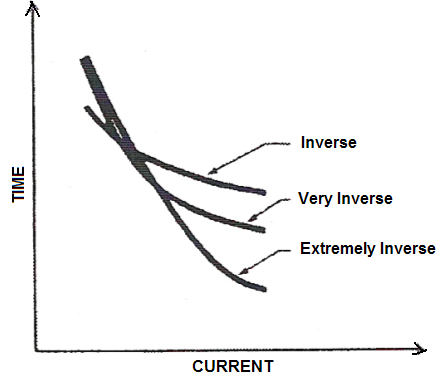 Inverse
Very Inverse
Extremely Inverse
TIME
CURRENT